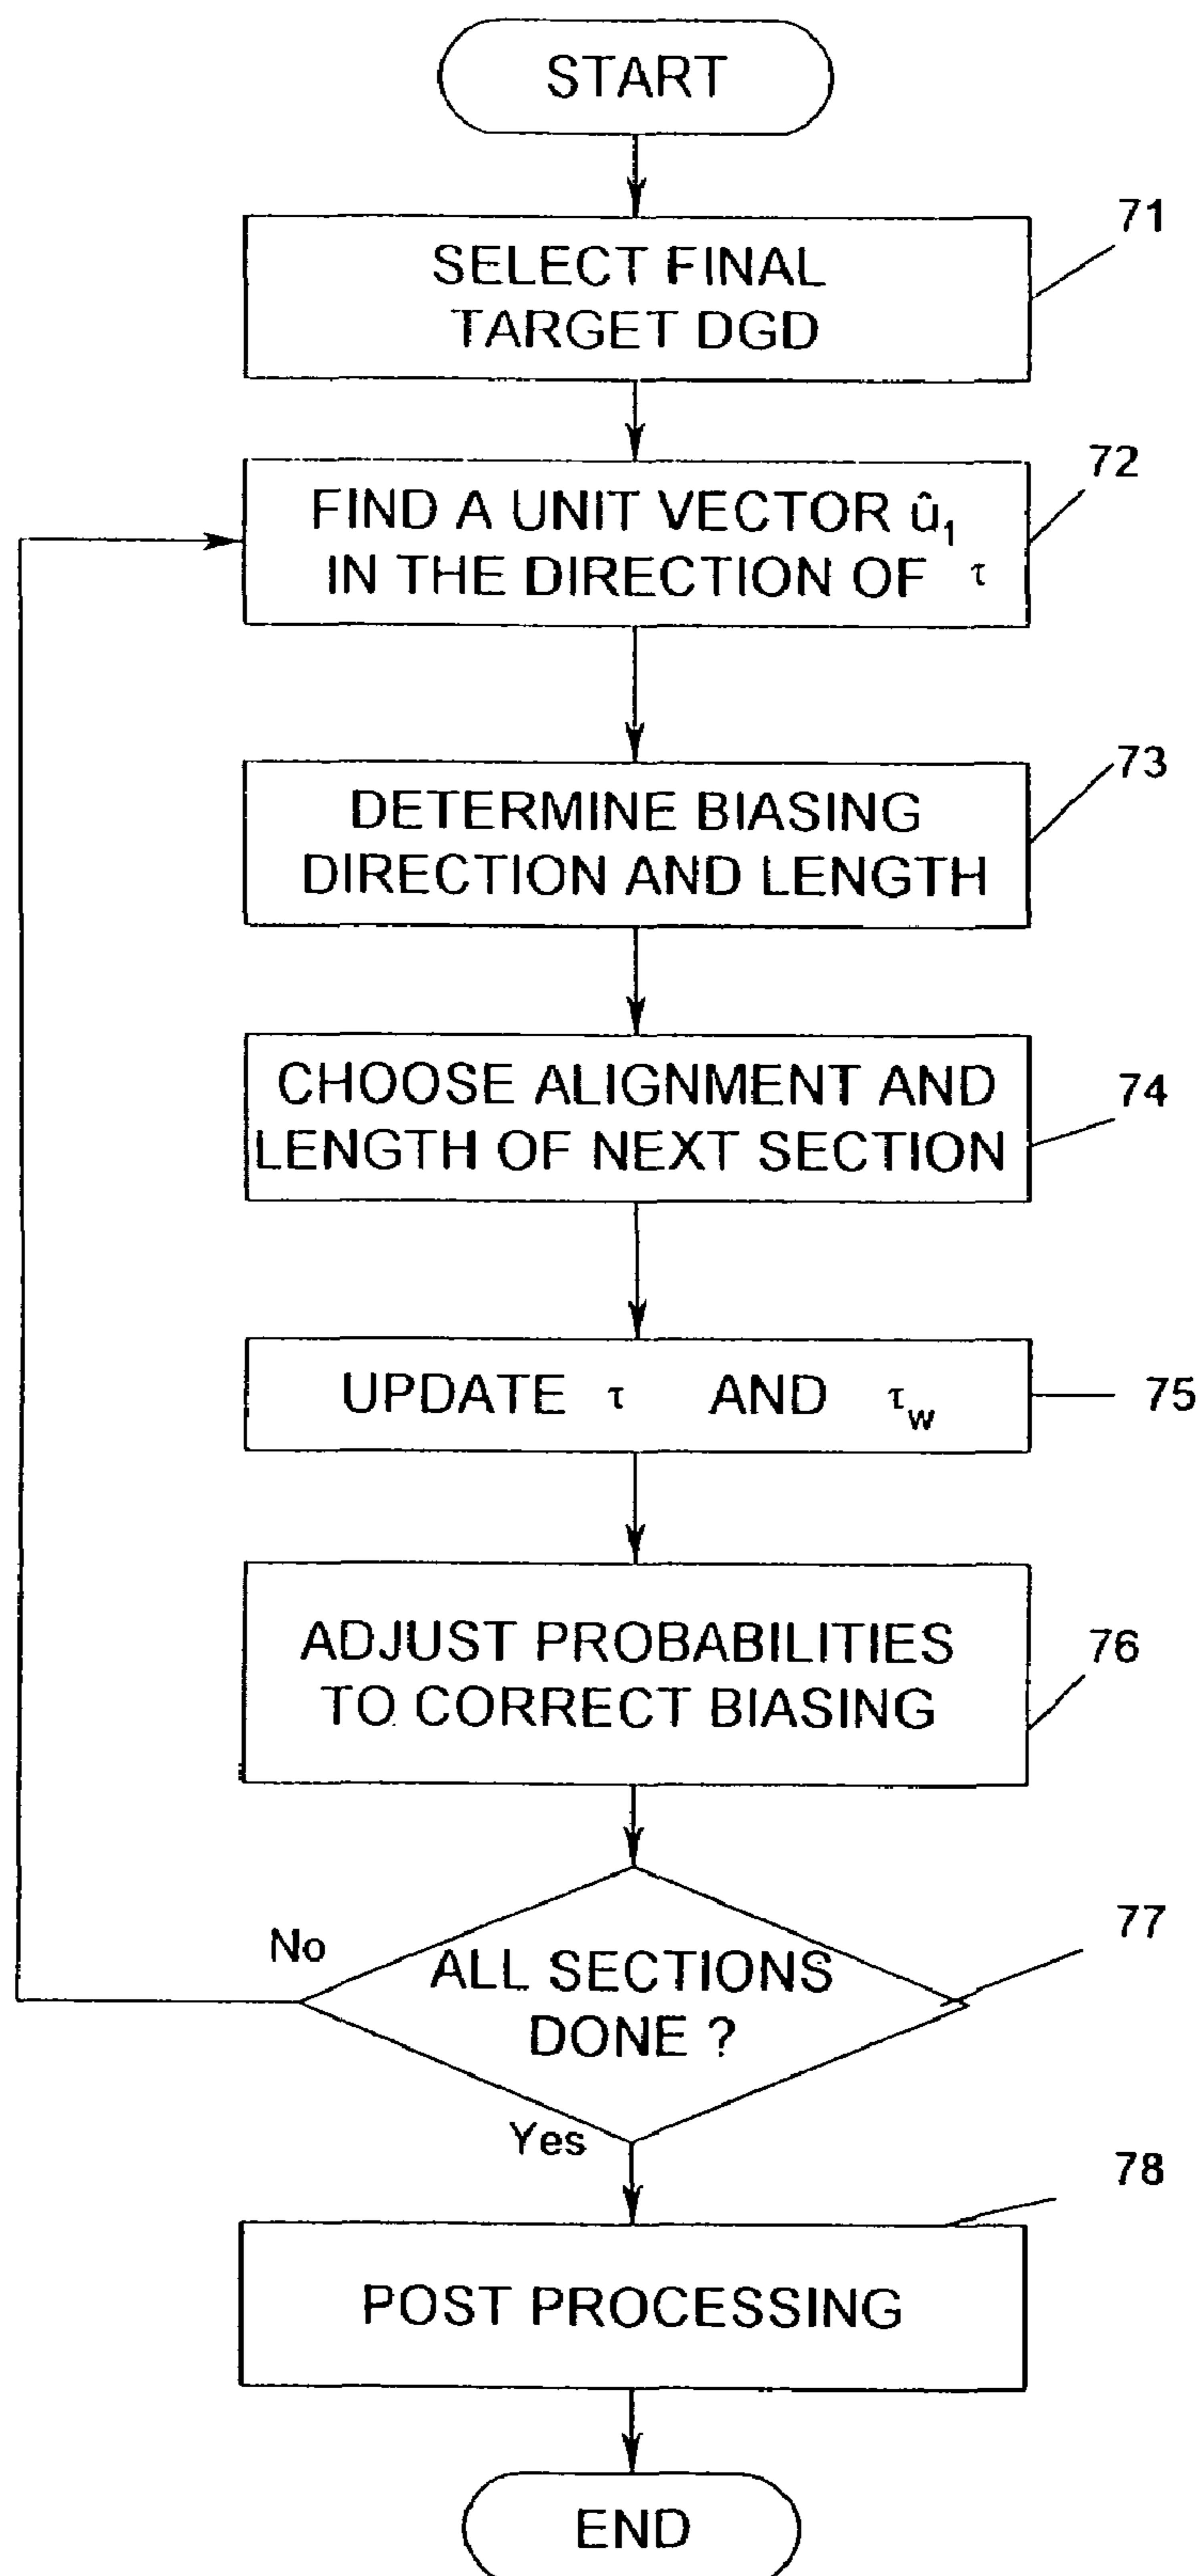 START
71
SELECT FINAL
TARGET DGD
72
FIND A UNIT VECTOR û₁
IN THE DIRECTION OF τ
73
DETERMINE BIASING
DIRECTION AND LENGTH
74
CHOOSE ALIGNMENT AND
LENGTH OF NEXT SECTION
UPDATE τ AND τ_w
75
ADJUST PROBABILITIES
TO CORRECT BIASING
76
77
No
ALL SECTIONS
DONE ?
Yes
78
POST PROCESSING
END